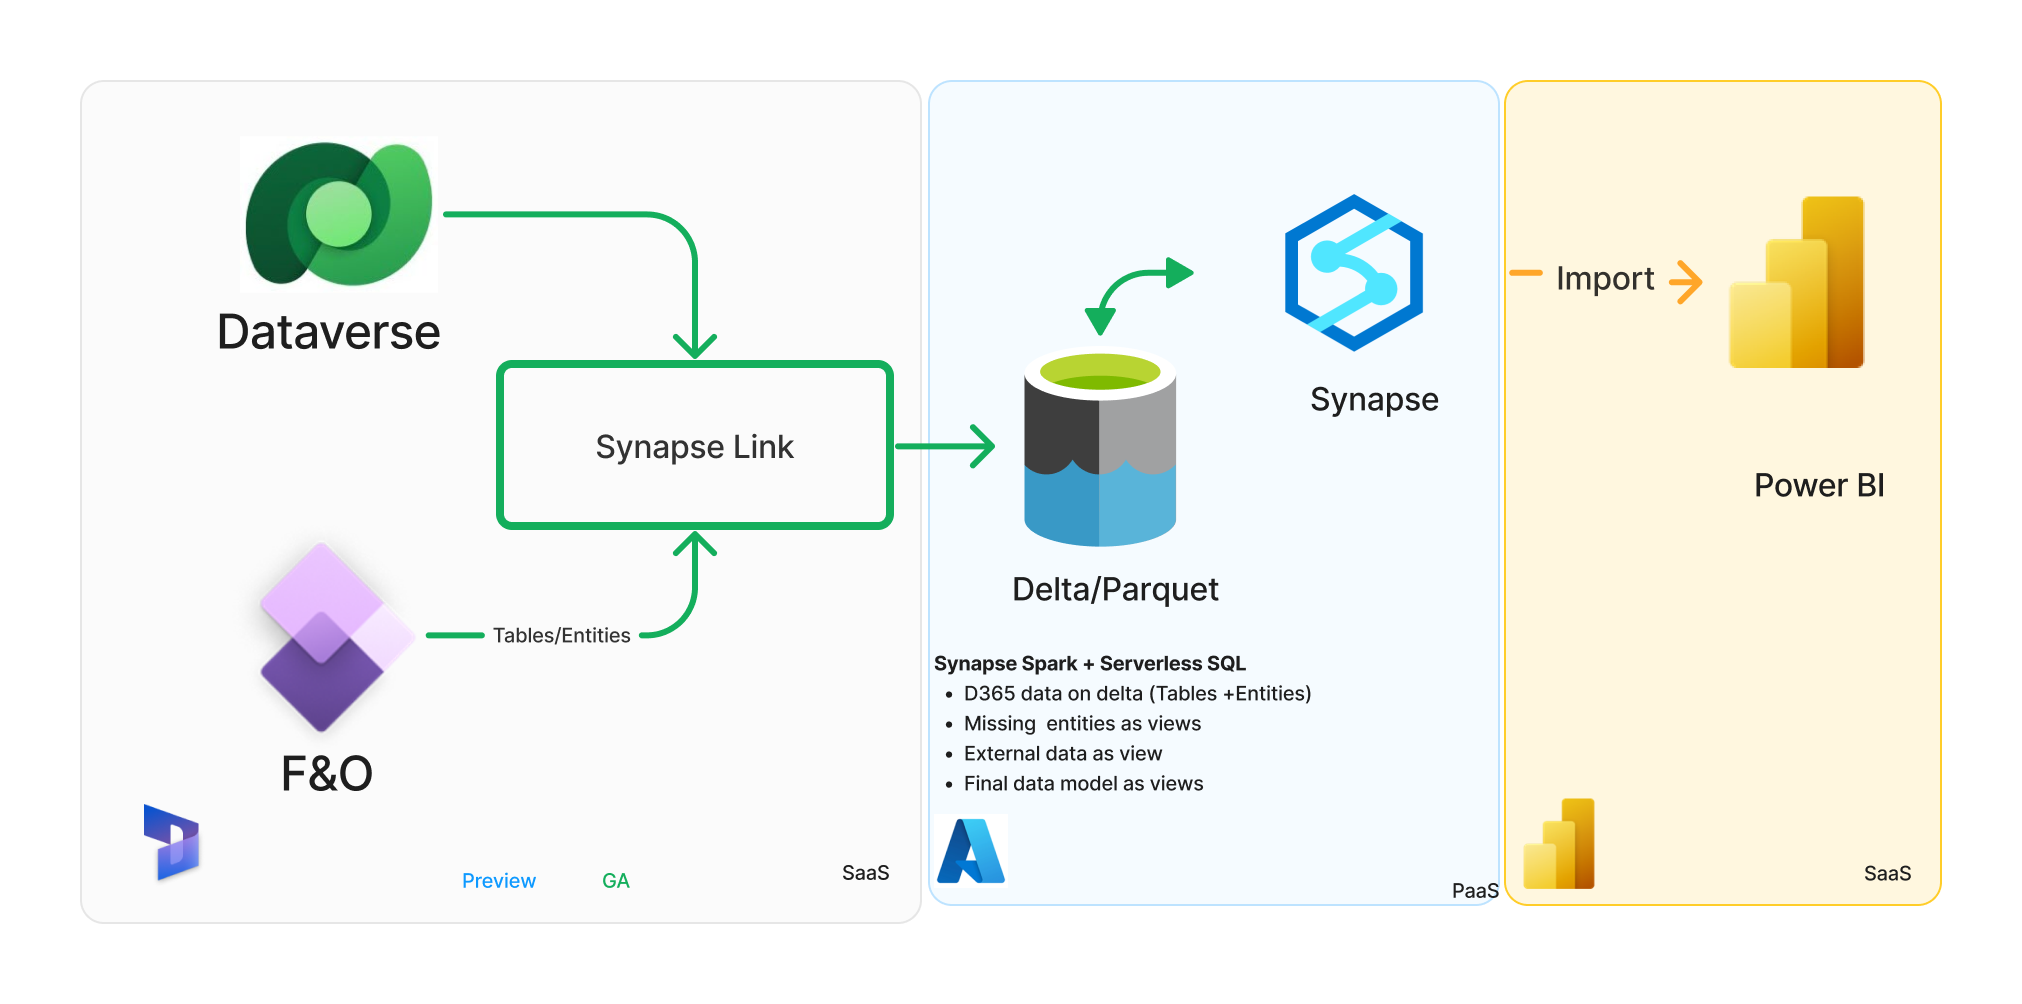 Dataverse
Synapse Link
Tables/Entities
F&O
Preview
GA
SaaS
Synapse
Delta/Parquet
Synapse Spark + Serverless SQL
• D365 data on delta (Tables +Entities)
• Missing  entities as views
• External data as view
• Final data model as views
PaaS
Import
Power BI
SaaS